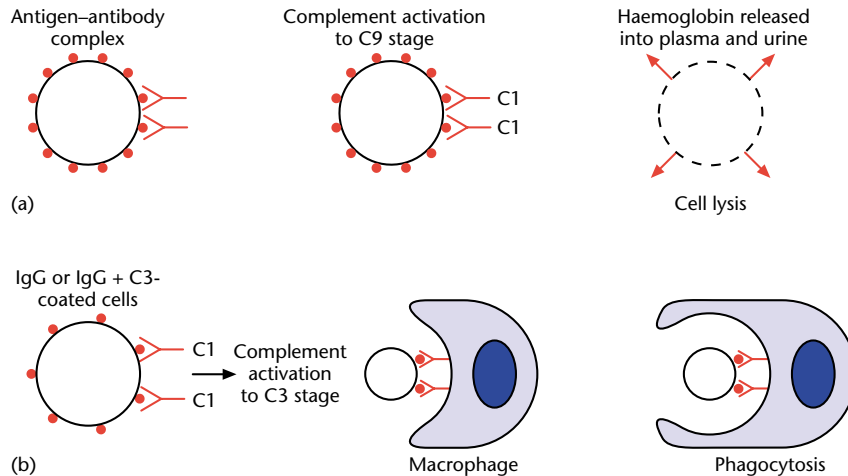 Antigen–antibody
complex
Complement activation
to C9 stage
Haemoglobin released
into plasma and urine
C1
C1
(a)
Cell lysis
IgG or IgG + C3-
coated cells
C1
C1
Complement
activation
to C3 stage
(b)
Macrophage
Phagocytosis